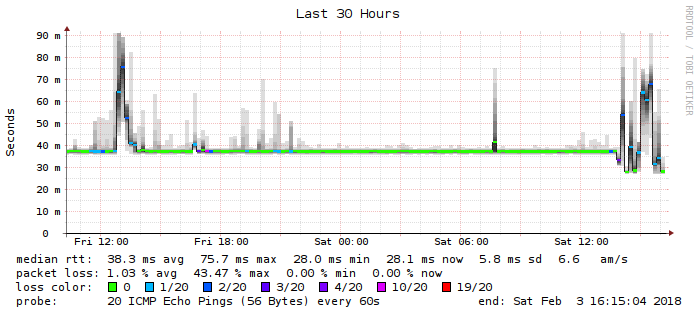 Last 30 Hours
RRDTOOL / TOBI OETIKER
Seconds
90 m
80 m
70 m
60 m
50 m
40 m
30 m
20 m
10 m
0
Fri 12:00 Fri 18:00 Sat 00:00 Sat 06:00 Sat 12:00
median rtt: 38.3 ms avg 75.7 ms max 28.0 ms min 28.1 ms now 5.8 ms sd 6.6 am/s
packet loss: 1.03 % avg 43.47 % max 0.00 % min 0.00 % now
loss color: 0 1/20 2/20 3/20 4/20 10/20 19/20
probe: 20 ICMP Echo Pings (56 Bytes) every 60s end: Sat Feb 3 16:15:04 2018